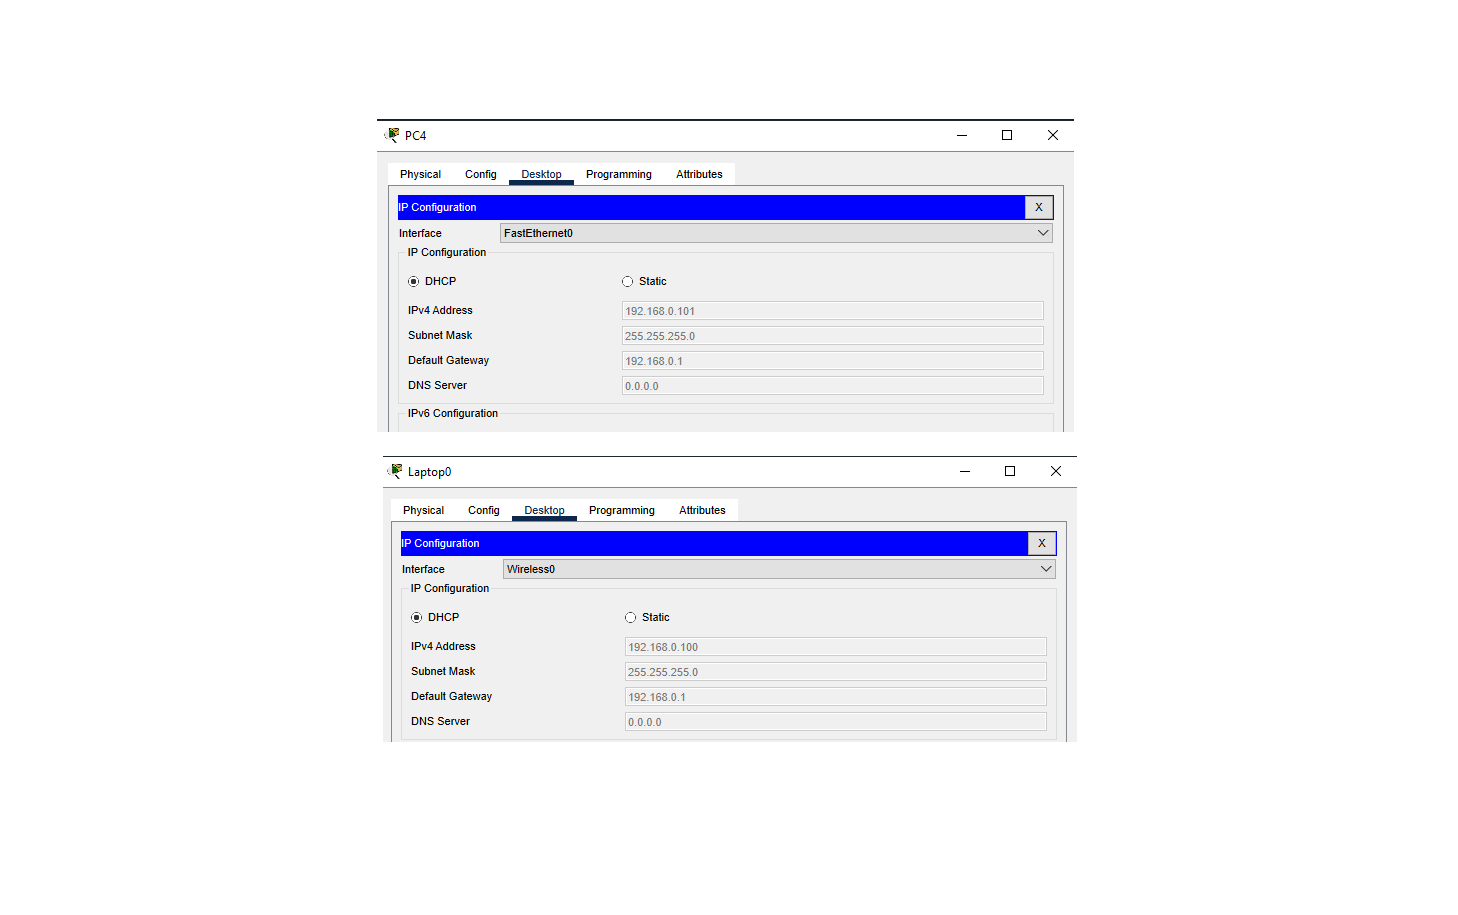 PC4
Physical Config Desktop Programming Attributes
IP Configuration X
Interface FastEthernet0
IP Configuration
DHCP Static
IPv4 Address 192.168.0.101
Subnet Mask 255.255.255.0
Default Gateway 192.168.0.1
DNS Server 0.0.0.0
IPv6 Configuration
Laptop0
Physical Config Desktop Programming Attributes
IP Configuration X
Interface Wireless0
IP Configuration
DHCP Static
IPv4 Address 192.168.0.100
Subnet Mask 255.255.255.0
Default Gateway 192.168.0.1
DNS Server 0.0.0.0